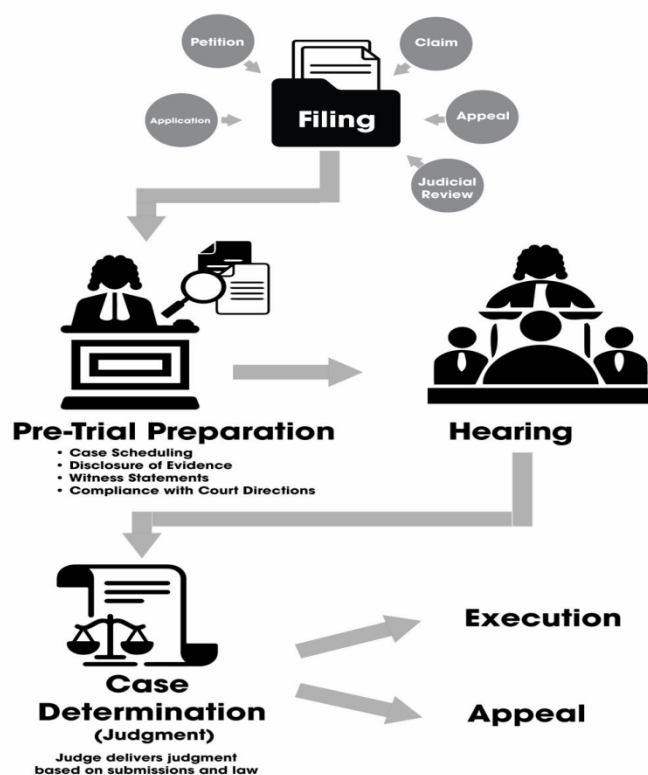 Petition
Claim
Application
Filing
Appeal
Judicial
Review
Pre-Trial Preparation
• Case Scheduling
• Disclosure of Evidence
• Witness Statements
• Compliance with Court Directions
Hearing
Case
Determination
(Judgment)
Judge delivers judgment
based on submissions and law
Execution
Appeal